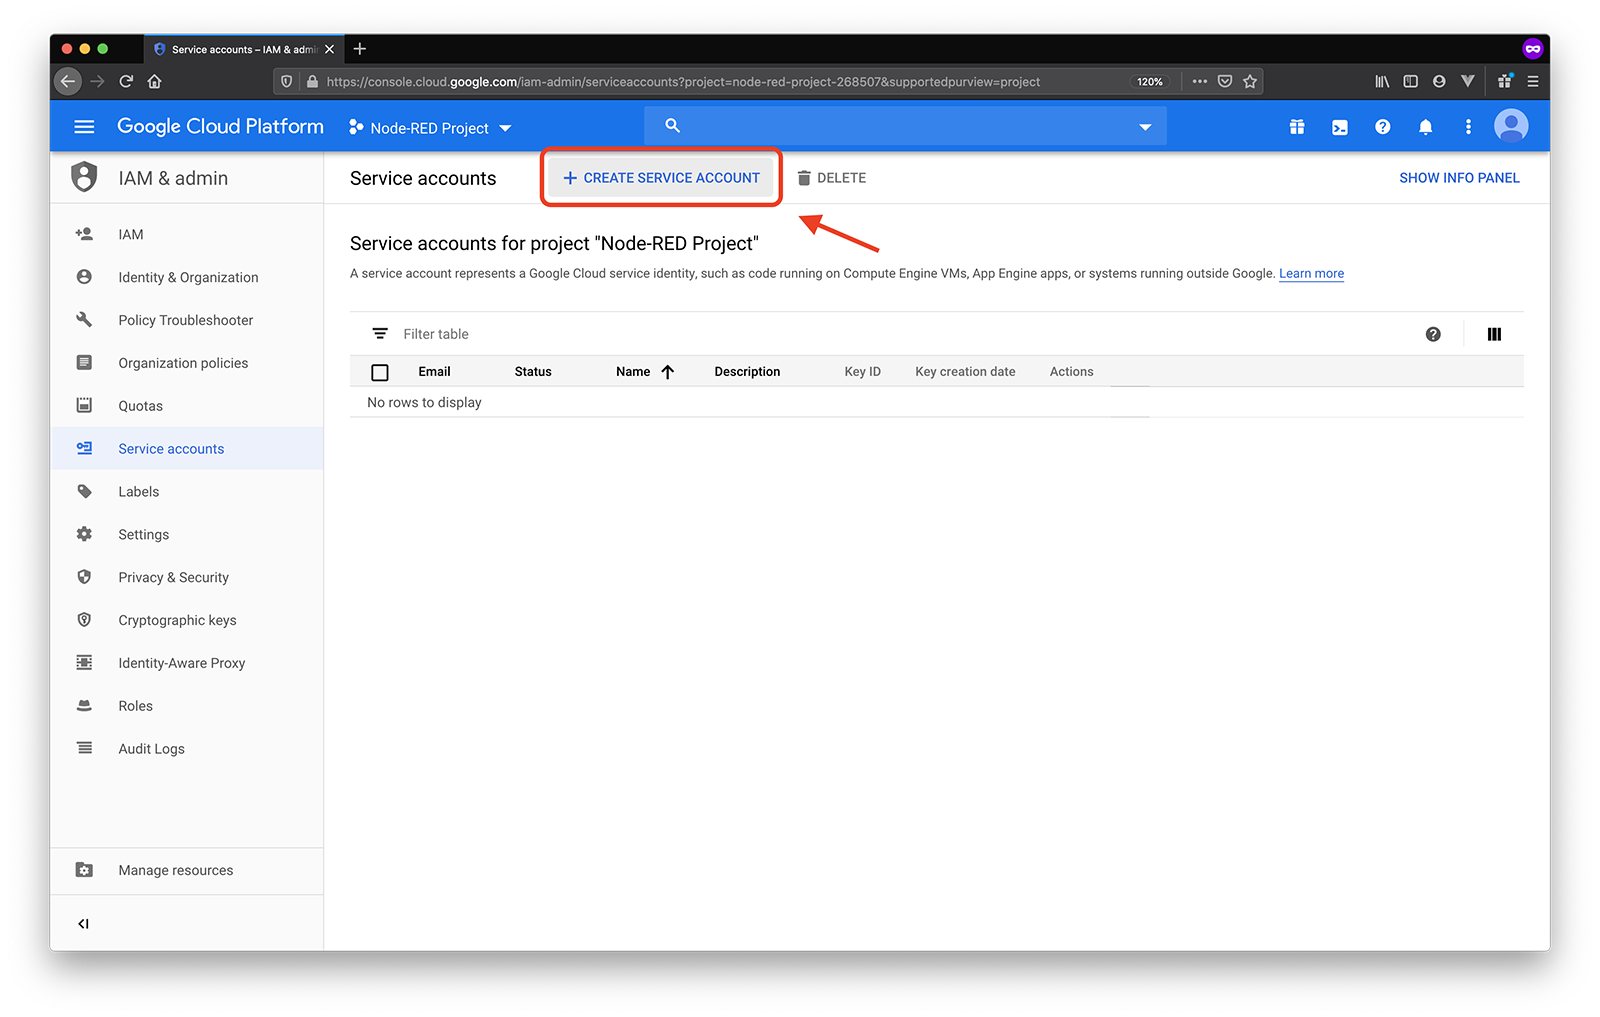 Service accounts – IAM & admin
https://console.cloud.google.com/iam-admin/serviceaccounts?project=node-red-project-268507&supportedpurview=project
120%
Google Cloud Platform
Node-RED Project
IAM & admin
Service accounts
CREATE SERVICE ACCOUNT
DELETE
SHOW INFO PANEL
IAM
Identity & Organization
Policy Troubleshooter
Organization policies
Quotas
Service accounts
Labels
Settings
Privacy & Security
Cryptographic keys
Identity-Aware Proxy
Roles
Audit Logs
Manage resources
Service accounts for project "Node-RED Project"
A service account represents a Google Cloud service identity, such as code running on Compute Engine VMs, App Engine apps, or systems running outside Google. Learn more
Filter table
Email Status Name Description Key ID Key creation date Actions
No rows to display